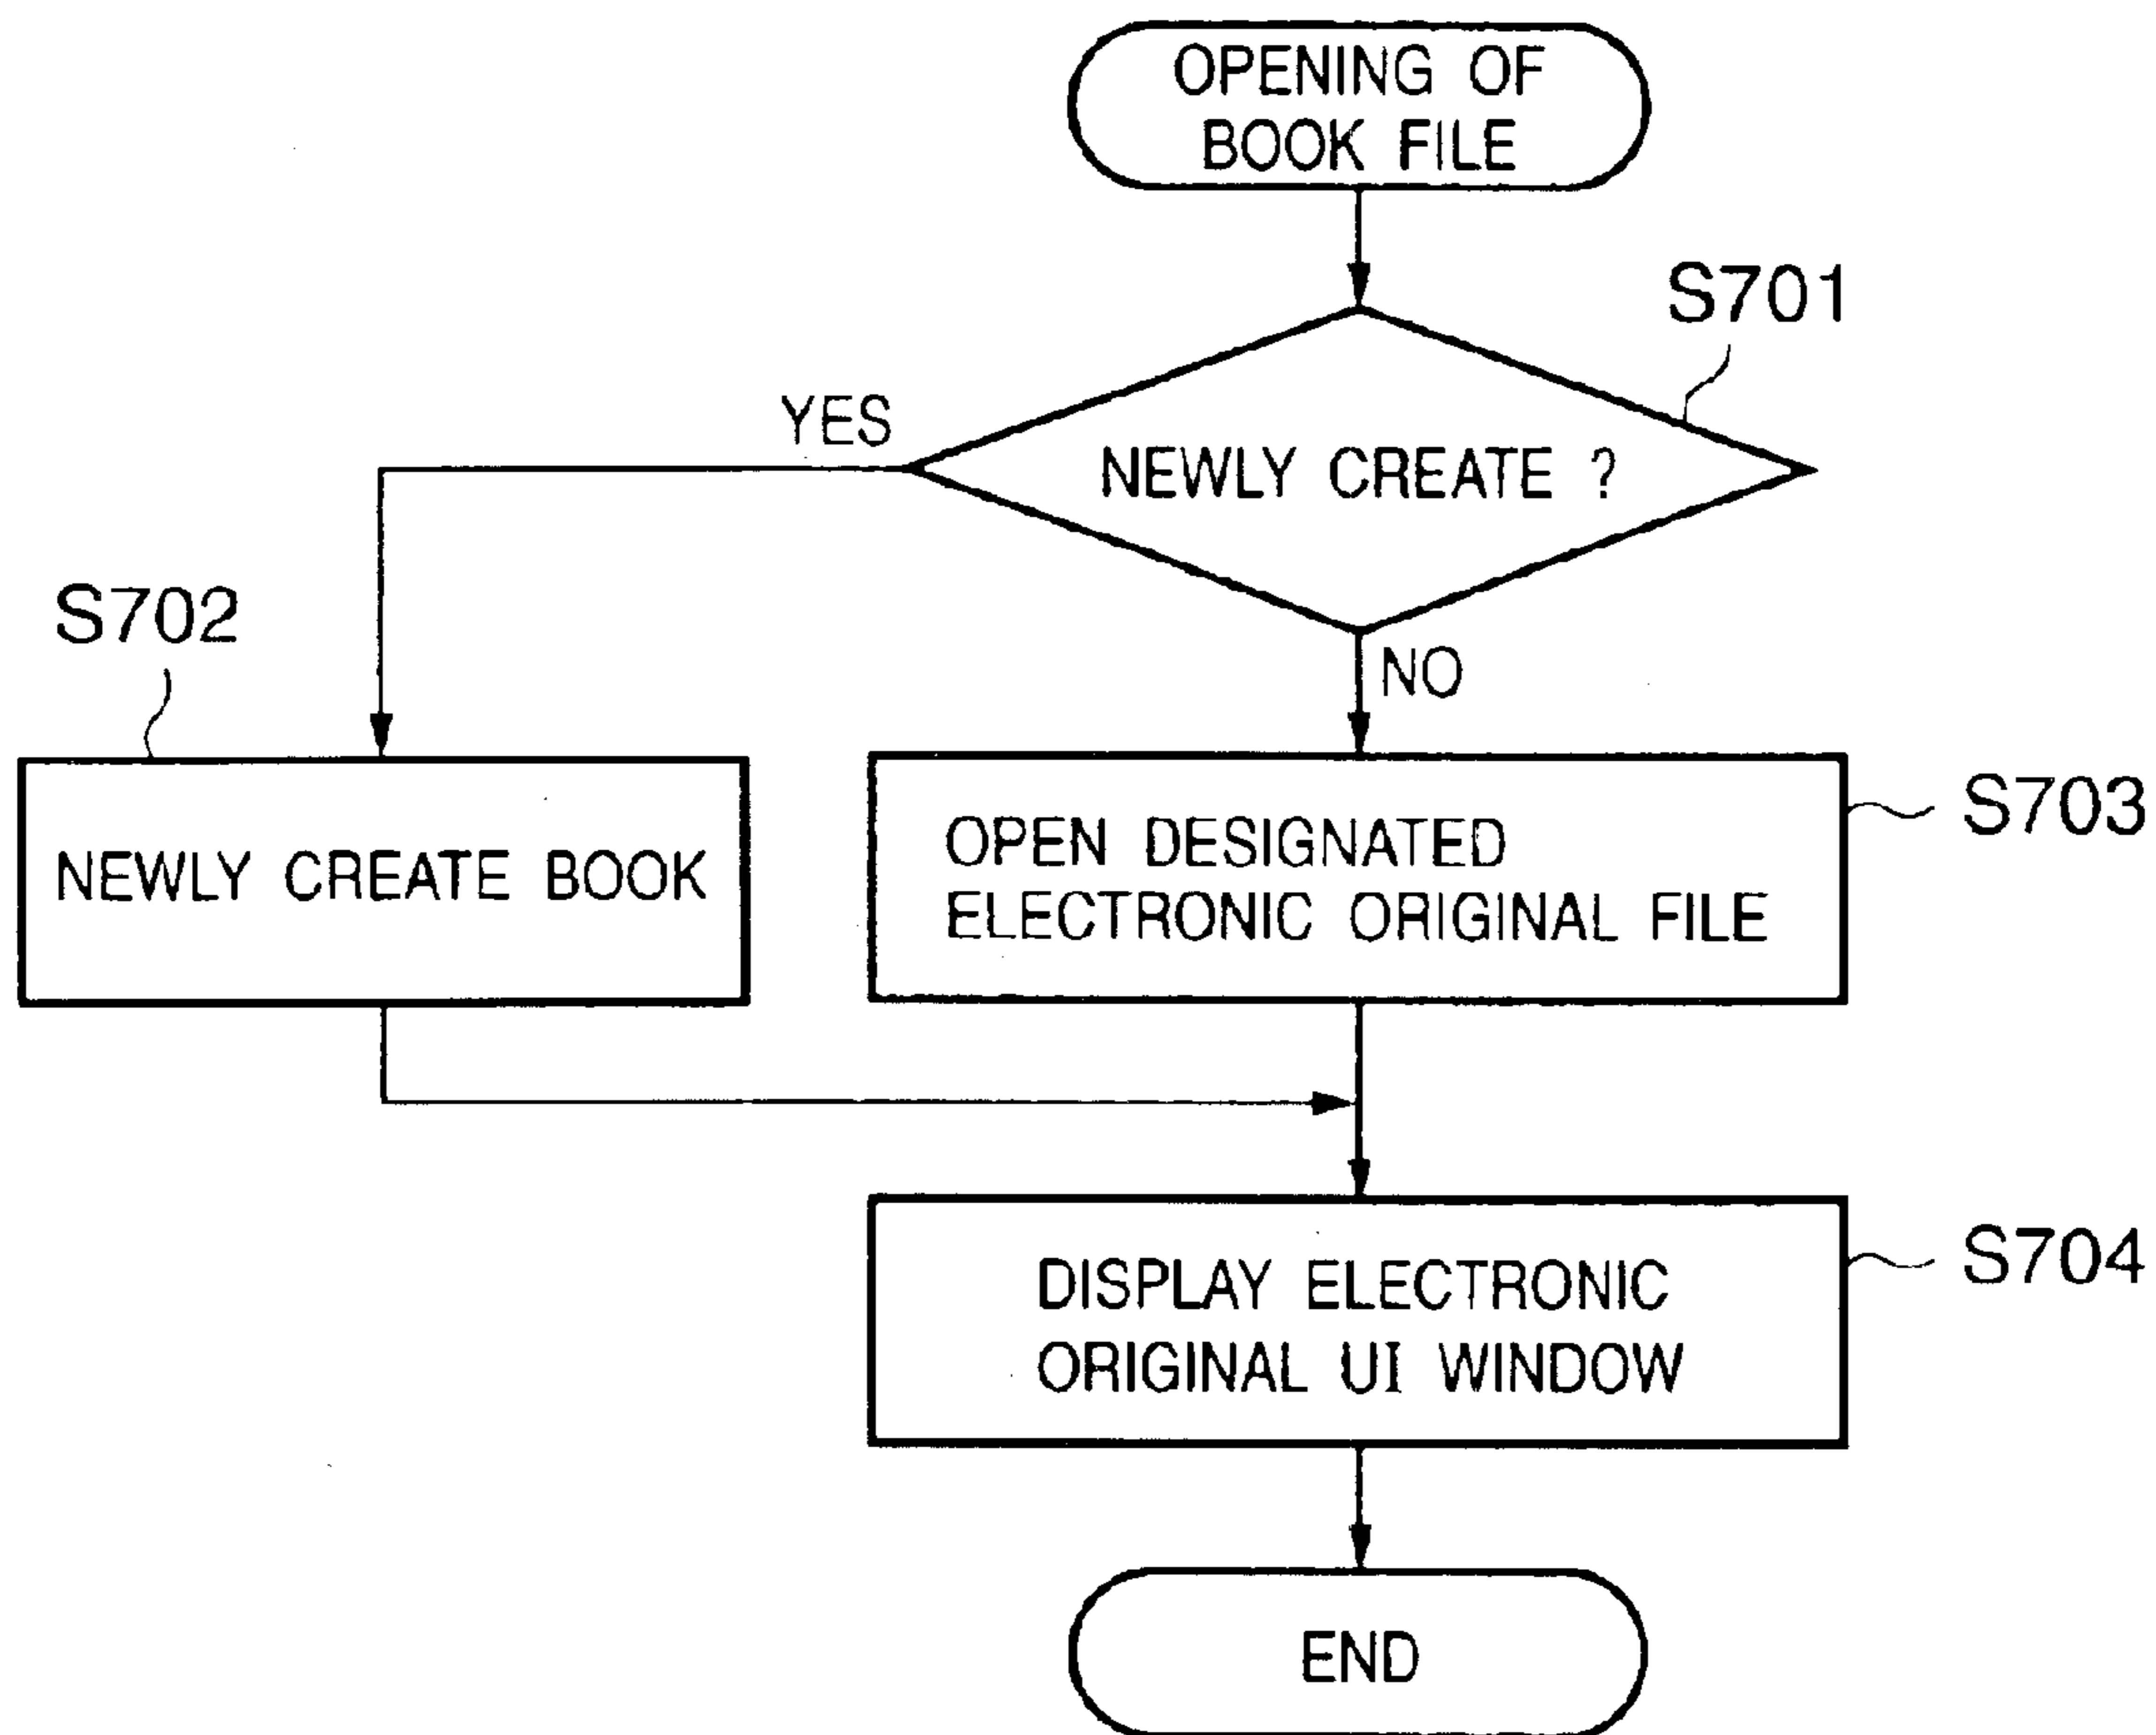 OPENING OF
BOOK FILE
S701
YES
NEWLY CREATE ?
S702
NO
NEWLY CREATE BOOK
OPEN DESIGNATED
ELECTRONIC ORIGINAL FILE
S703
DISPLAY ELECTRONIC
ORIGINAL UI WINDOW
S704
END